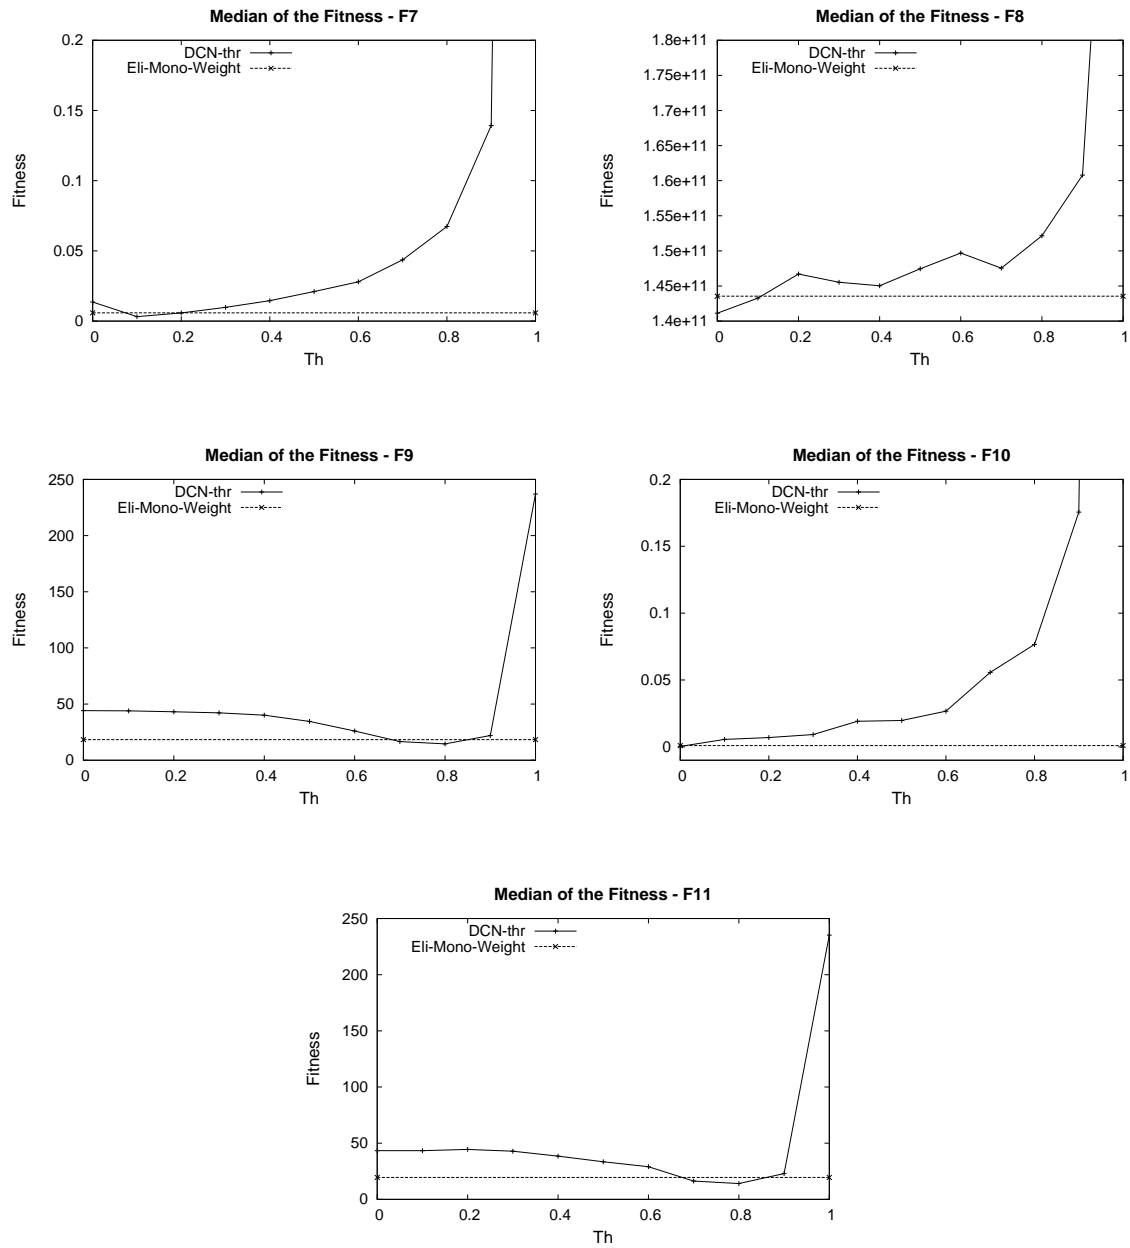 Median of the Fitness - F7
0.2
DCN-thr
Eli-Mono-Weight
0.15
Fitness
0.1
0.05
0
0 0.2 0.4 0.6 0.8 1
Th
Median of the Fitness - F8
1.8e+11
DCN-thr
Eli-Mono-Weight
1.75e+11
1.7e+11
1.65e+11
Fitness
1.6e+11
1.55e+11
1.5e+11
1.45e+11
1.4e+11
0 0.2 0.4 0.6 0.8 1
Th
Median of the Fitness - F9
250
DCN-thr
Eli-Mono-Weight
200
150
Fitness
100
50
0
0 0.2 0.4 0.6 0.8 1
Th
Median of the Fitness - F10
0.2
DCN-thr
Eli-Mono-Weight
0.15
Fitness
0.1
0.05
0
0 0.2 0.4 0.6 0.8 1
Th
Median of the Fitness - F11
250
DCN-thr
Eli-Mono-Weight
200
150
Fitness
100
50
0
0 0.2 0.4 0.6 0.8 1
Th